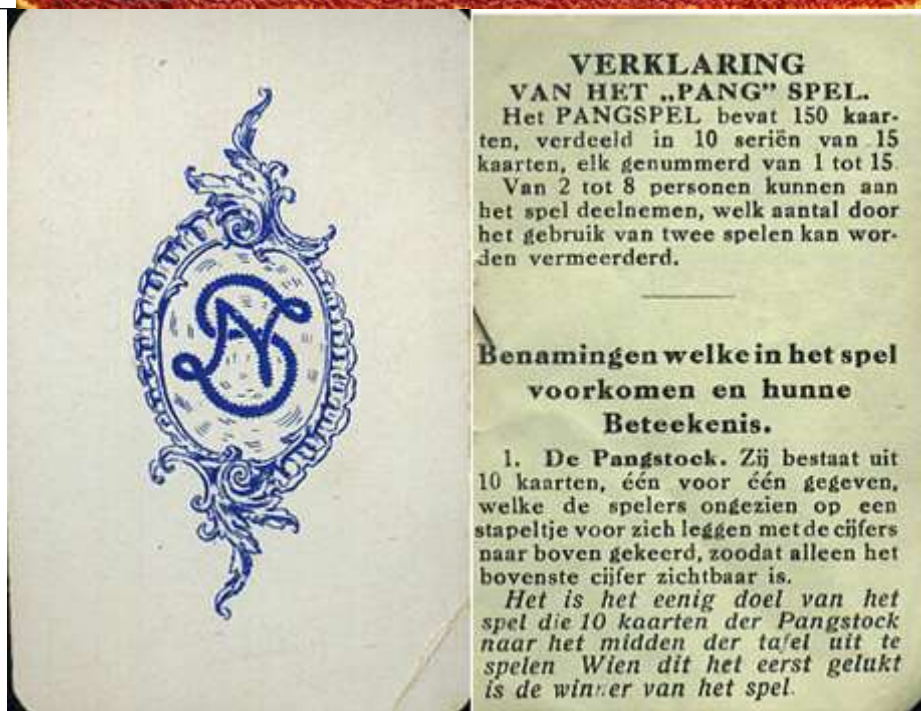 VERKLARING
VAN HET „PANG” SPEL.
Het PANGSPEL bevat 150 kaar-
ten, verdeeld in 10 seriën van 15
kaarten, elk genummerd van 1 tot 15.
Van 2 tot 8 personen kunnen aan
het spel deelnemen, welk aantal door
het gebruik van twee spelen kan wor-
den vermeerderd.
Benamingen welke in het spel
voorkomen en hunne
Beteekenis.
1. De Pangstock. Zij bestaat uit
10 kaarten, één voor één gegeven,
welke de spelers ongezien op een
stapeltje voor zich leggen met de cijfers
naar boven gekeerd, zoodat alleen het
bovenste cijfer zichtbaar is.
Het is het eenig doel van het
spel die 10 kaarten der Pangstock
naar het midden der tafel uit te
spelen Wien dit het eerst gelukt
is de winner van het spel.